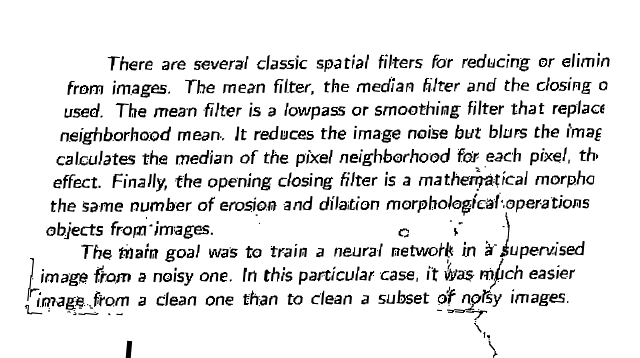 There are several classic spatial filters for reducing or elimin
from images. The mean filter, the median filter and the closing o
used. The mean filter is a lowpass or smoothing filter that replace
neighborhood mean. It reduces the image noise but blurs the imag
calculates the median of the pixel neighborhood for each pixel, th
effect. Finally, the opening closing filter is a mathematical morpho
the same number of erosion and dilation morphological operations
objects from images.
The main goal was to train a neural network in a supervised
image from a noisy one. In this particular case, it was much easier
image from a clean one than to clean a subset of noisy images.